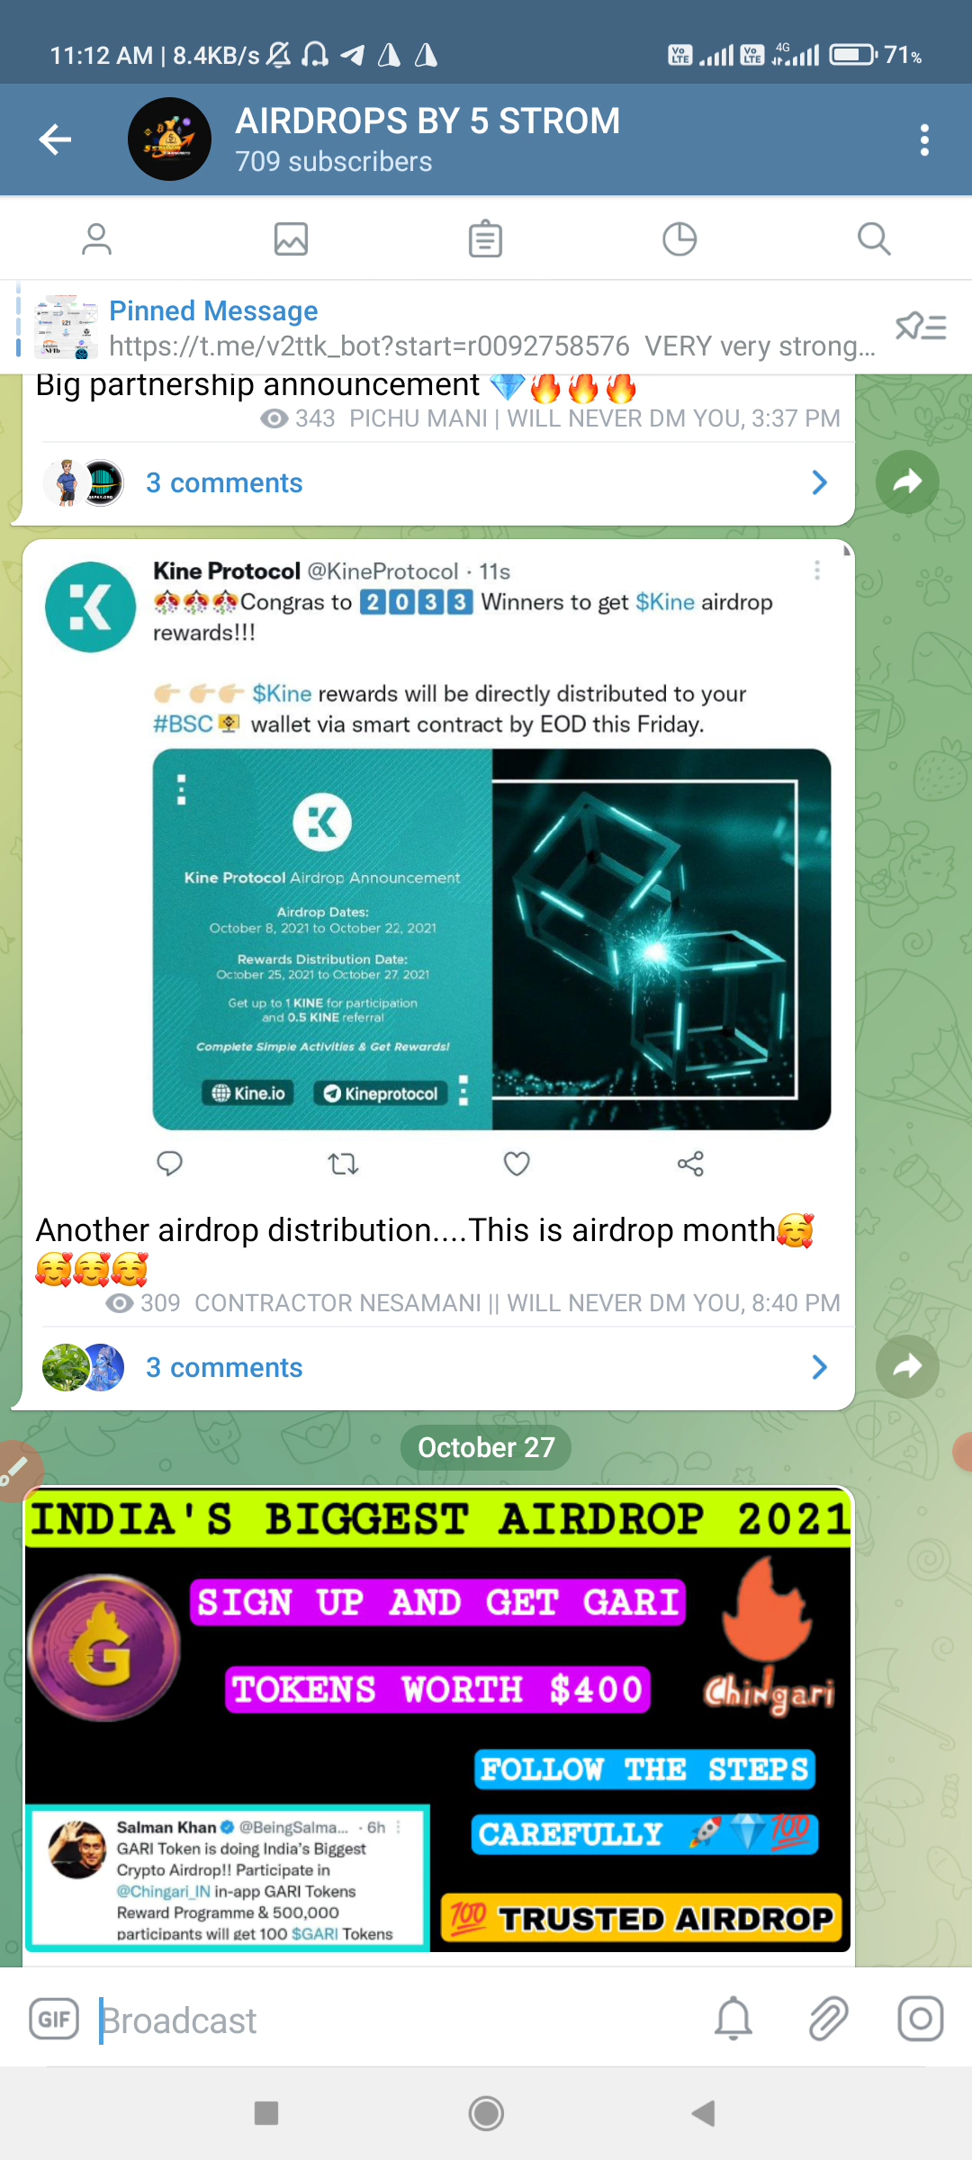 11:12 AM | 8.4KB/s
Vo LTE
Vo LTE
4G
71%
AIRDROPS BY 5 STROM
709 subscribers
Pinned Message
https://t.me/v2ttk_bot?start=r0092758576 VERY very strong...
Big partnership announcement 💎🔥🔥🔥
343 PICHU MANI | WILL NEVER DM YOU, 3:37 PM
3 comments
Kine Protocol @KineProtocol · 11s
🎊🎊🎊Congras to 2️⃣0️⃣3️⃣3️⃣ Winners to get $Kine airdrop
rewards!!!
👉🏼 👉🏼👉🏼 $Kine rewards will be directly distributed to your
#BSC wallet via smart contract by EOD this Friday.
Kine Protocol Airdrop Announcement
Airdrop Dates:
October 8, 2021 to October 22, 2021
Rewards Distribution Date:
October 25, 2021 to October 27, 2021
Get up to 1 KINE for participation
and 0.5 KINE referral
Complete Simple Activities & Get Rewards!
Kine.io
Kineprotocol
Another airdrop distribution....This is airdrop month🥰
🥰🥰🥰
309 CONTRACTOR NESAMANI || WILL NEVER DM YOU, 8:40 PM
3 comments
October 27
INDIA'S BIGGEST AIRDROP 2021
SIGN UP AND GET GARI
TOKENS WORTH $400
Chingari
FOLLOW THE STEPS
CAREFULLY 🚀💎💯
Salman Khan @BeingSalma... · 6h
GARI Token is doing India's Biggest
Crypto Airdrop!! Participate in
@Chingari_IN in-app GARI Tokens
Reward Programme & 500,000
participants will get 100 $GARI Tokens
💯 TRUSTED AIRDROP
GIF
Broadcast